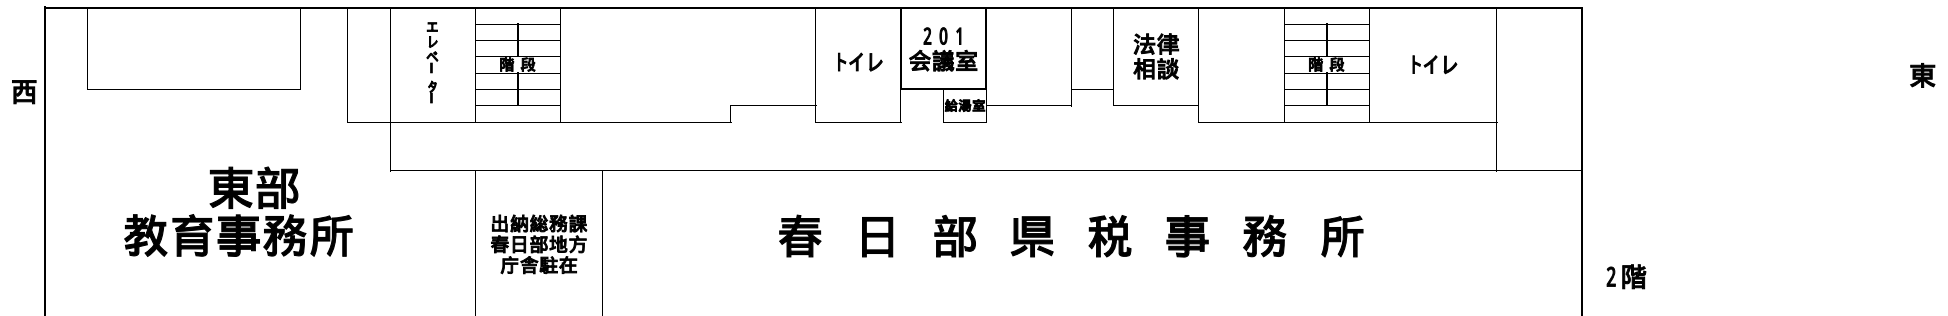 西
エレベーター
階段
トイレ
201
会議室
給湯室
法律
相談
階段
トイレ
東
東部
教育事務所
出納総務課
春日部地方
庁舎駐在
春日部県税事務所
2階